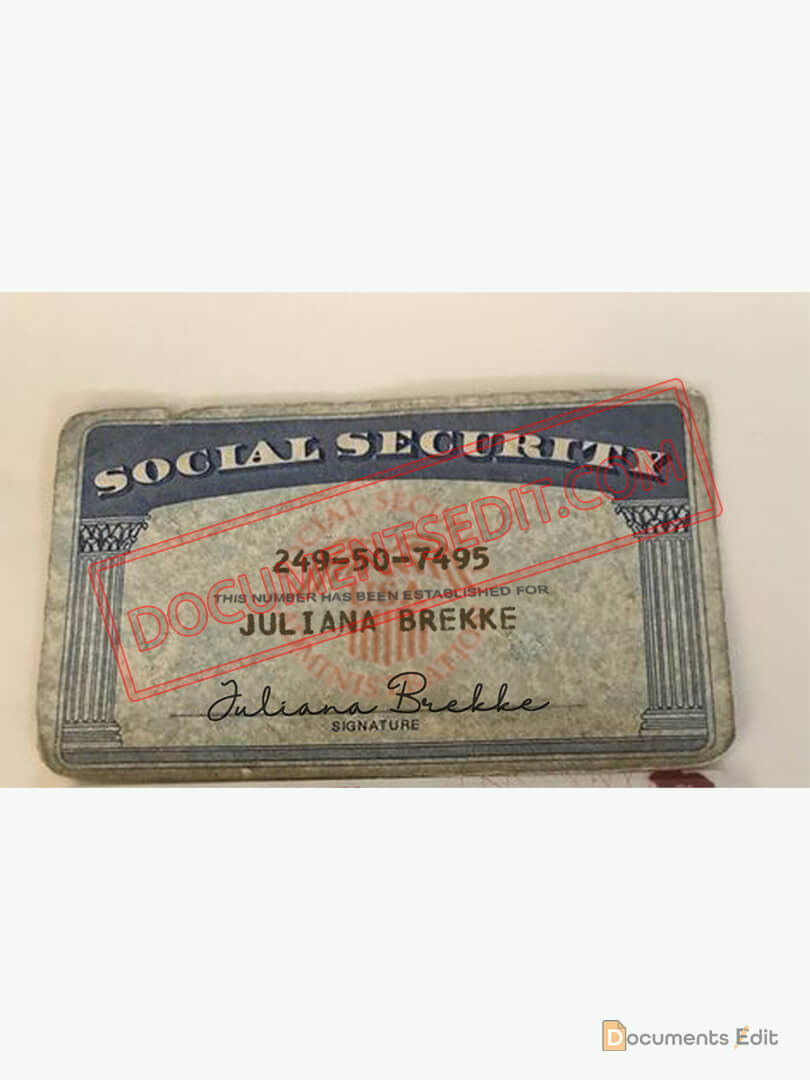 SOCIAL SECURITY
249-50-7495
THIS NUMBER HAS BEEN ESTABLISHED FOR
JULIANA BREKKE
Juliana Brekke
SIGNATURE
DOCUMENTSEDIT.COM
Documents Edit